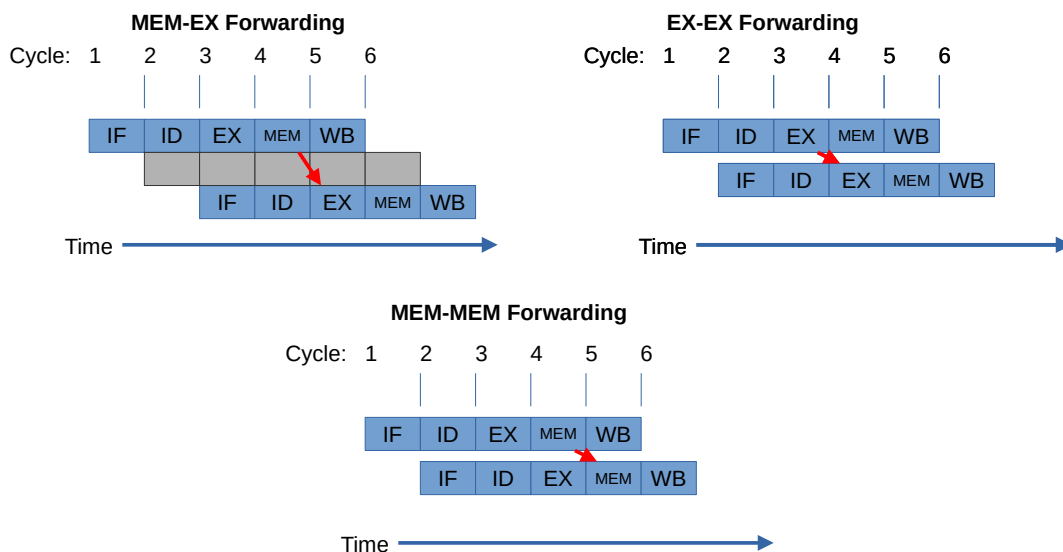 MEM-EX Forwarding
Cycle: 1 2 3 4 5 6
IF ID EX MEM WB
IF ID EX MEM WB
Time
EX-EX Forwarding
Cycle: 1 2 3 4 5 6
IF ID EX MEM WB
IF ID EX MEM WB
Time
MEM-MEM Forwarding
Cycle: 1 2 3 4 5 6
IF ID EX MEM WB
IF ID EX MEM WB
Time